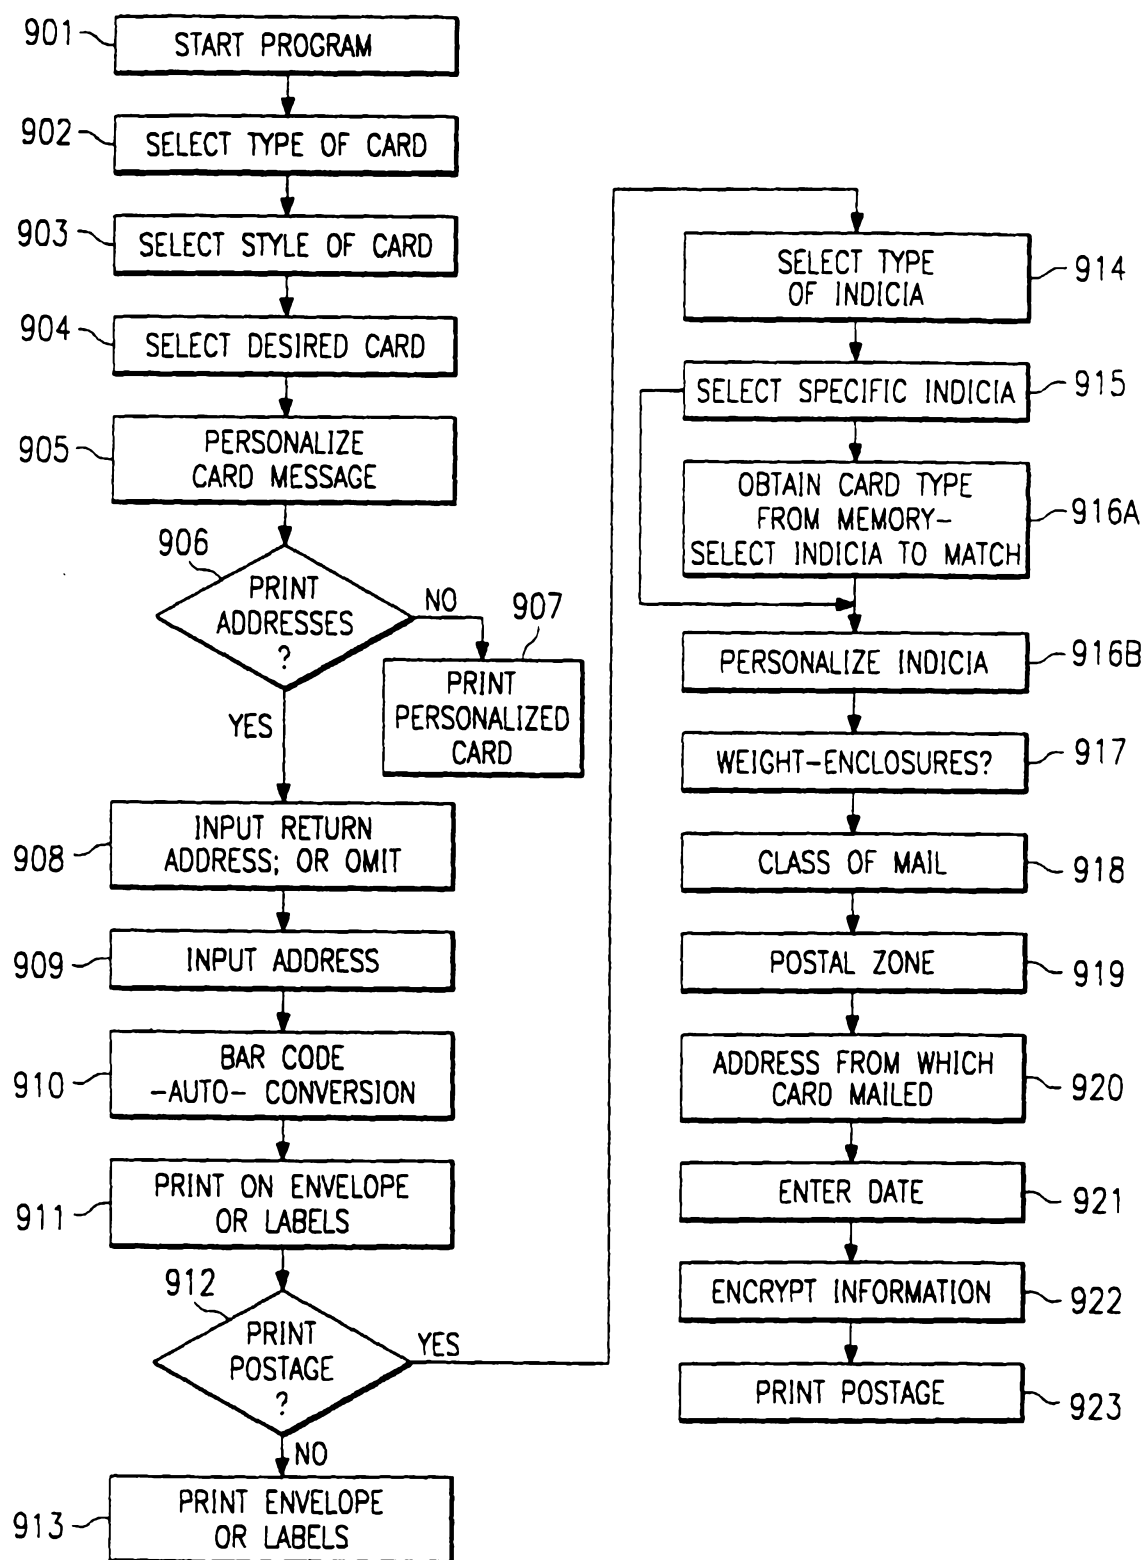 901
START PROGRAM
902
SELECT TYPE OF CARD
903
SELECT STYLE OF CARD
904
SELECT DESIRED CARD
905
PERSONALIZE
CARD MESSAGE
906
PRINT
ADDRESSES
?
NO
907
PRINT
PERSONALIZED
CARD
YES
908
INPUT RETURN
ADDRESS; OR OMIT
909
INPUT ADDRESS
910
BAR CODE
-AUTO- CONVERSION
911
PRINT ON ENVELOPE
OR LABELS
912
PRINT
POSTAGE
?
YES
NO
913
PRINT ENVELOPE
OR LABELS
SELECT TYPE
OF INDICIA
914
SELECT SPECIFIC INDICIA
915
OBTAIN CARD TYPE
FROM MEMORY-
SELECT INDICIA TO MATCH
916A
PERSONALIZE INDICIA
916B
WEIGHT-ENCLOSURES?
917
CLASS OF MAIL
918
POSTAL ZONE
919
ADDRESS FROM WHICH
CARD MAILED
920
ENTER DATE
921
ENCRYPT INFORMATION
922
PRINT POSTAGE
923